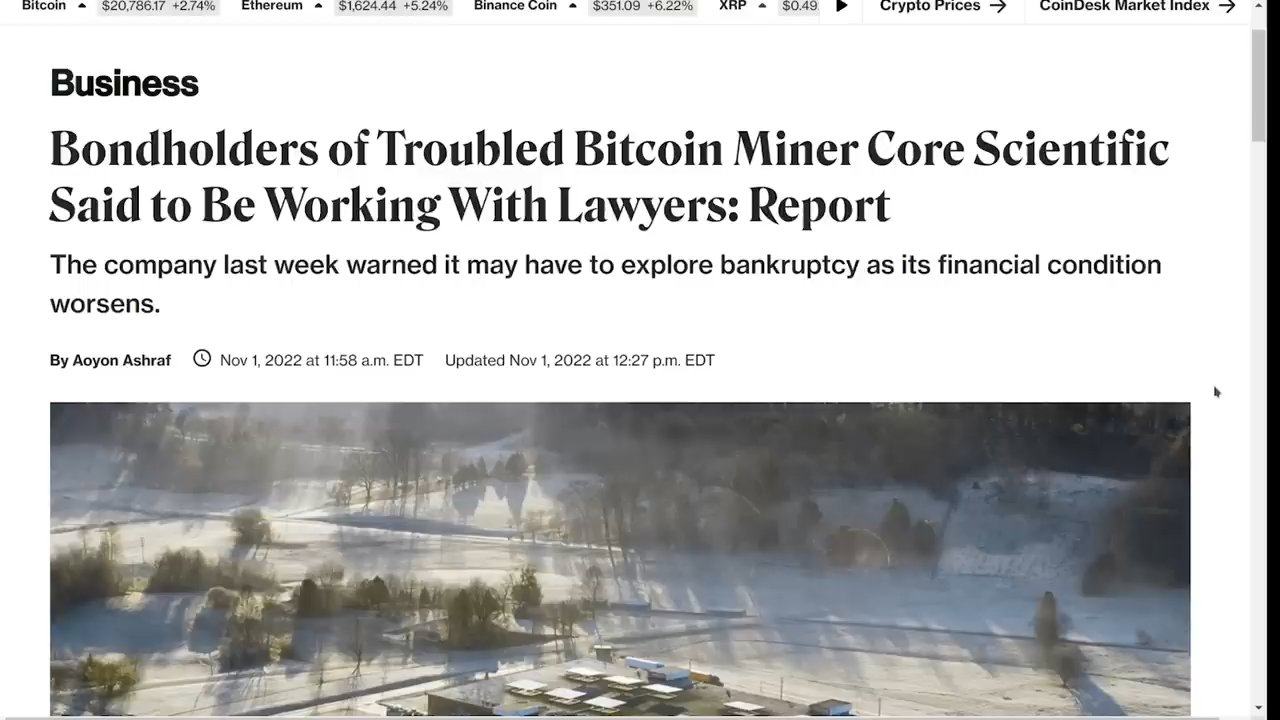 Bitcoin $20,786.17 +2.74% Ethereum $1,624.44 +5.24% Binance Coin $351.09 +6.22% XRP $0.49 Crypto Prices → CoinDesk Market Index →
Business
Bondholders of Troubled Bitcoin Miner Core Scientific
Said to Be Working With Lawyers: Report
The company last week warned it may have to explore bankruptcy as its financial condition
worsens.
By Aoyon Ashraf Nov 1, 2022 at 11:58 a.m. EDT Updated Nov 1, 2022 at 12:27 p.m. EDT